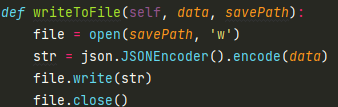 def writeToFile(self, data, savePath):
    file = open(savePath, 'w')
    str = json.JSONEncoder().encode(data)
    file.write(str)
    file.close()